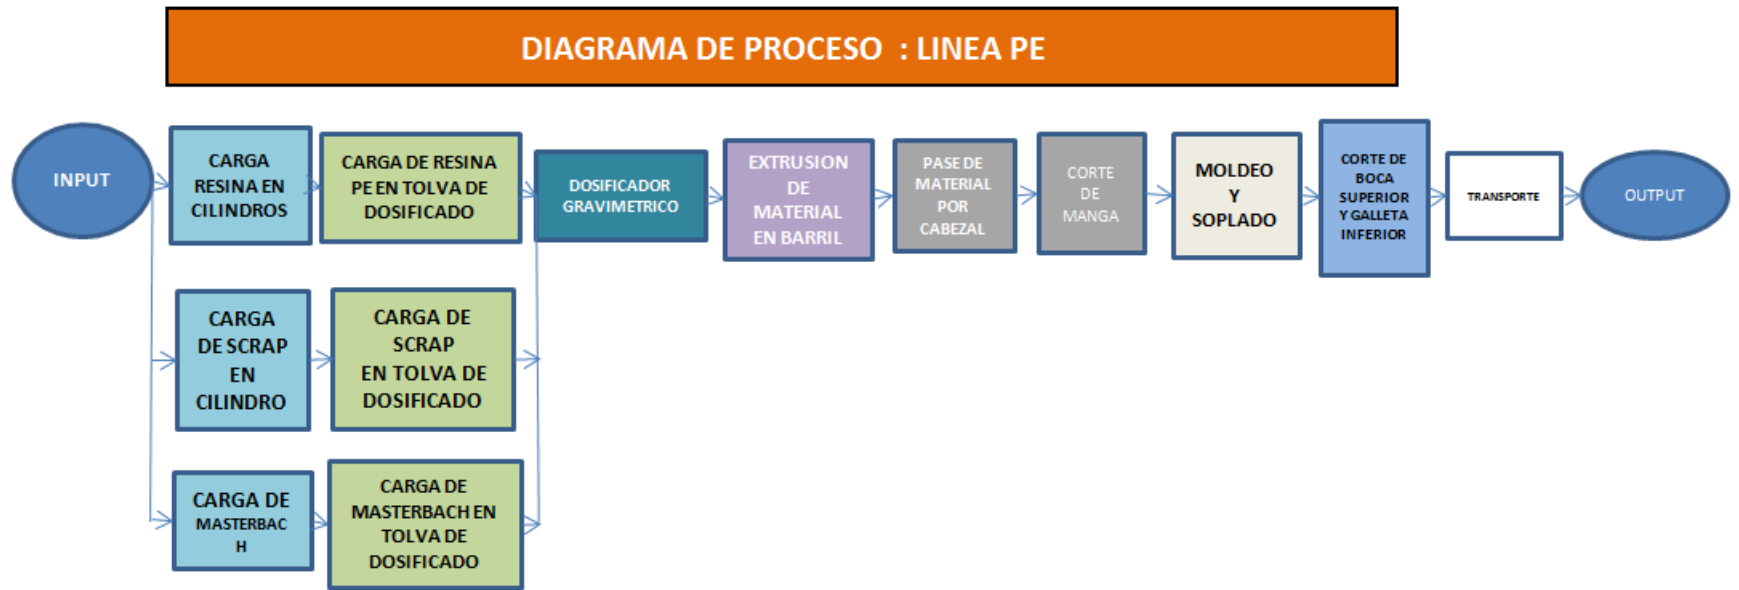 DIAGRAMA DE PROCESO : LINEA PE
INPUT
CARGA
RESINA EN
CILINDROS
CARGA DE RESINA
PE EN TOLVA DE
DOSIFICADO
DOSIFICADOR
GRAVIMETRICO
EXTRUSION
DE
MATERIAL
EN BARRIL
PASE DE
MATERIAL
POR
CABEZAL
CORTE
DE
MANGA
MOLDEO
Y
SOPLADO
CORTE DE
BOCA
SUPERIOR
Y GALLETA
INFERIOR
TRANSPORTE
OUTPUT
CARGA
DE SCRAP
EN
CILINDRO
CARGA DE
SCRAP
EN TOLVA DE
DOSIFICADO
CARGA DE
MASTERBAC
H
CARGA DE
MASTERBACH EN
TOLVA DE
DOSIFICADO